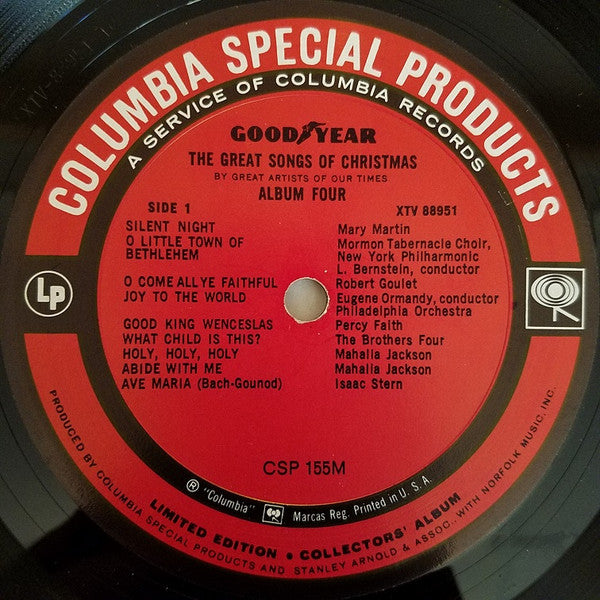 COLUMBIA SPECIAL PRODUCTS
A SERVICE OF COLUMBIA RECORDS
GOODYEAR
THE GREAT SONGS OF CHRISTMAS
BY GREAT ARTISTS OF OUR TIMES
ALBUM FOUR
SIDE 1 XTV 88951
SILENT NIGHT Mary Martin
O LITTLE TOWN OF Mormon Tabernacle Choir,
BETHLEHEM New York Philharmonic
L. Bernstein, conductor
O COME ALL YE FAITHFUL Robert Goulet
JOY TO THE WORLD Eugene Ormandy, conductor
Philadelphia Orchestra
GOOD KING WENCESLAS Percy Faith
WHAT CHILD IS THIS? The Brothers Four
HOLY, HOLY, HOLY Mahalia Jackson
ABIDE WITH ME Mahalia Jackson
AVE MARIA (Bach-Gounod) Isaac Stern
LP
CSP 155M
® "Columbia" Marcas Reg. Printed in U.S.A.
LIMITED EDITION • COLLECTORS' ALBUM
PRODUCED BY COLUMBIA SPECIAL PRODUCTS AND STANLEY ARNOLD & ASSOC., WITH NORFOLK MUSIC, INC.